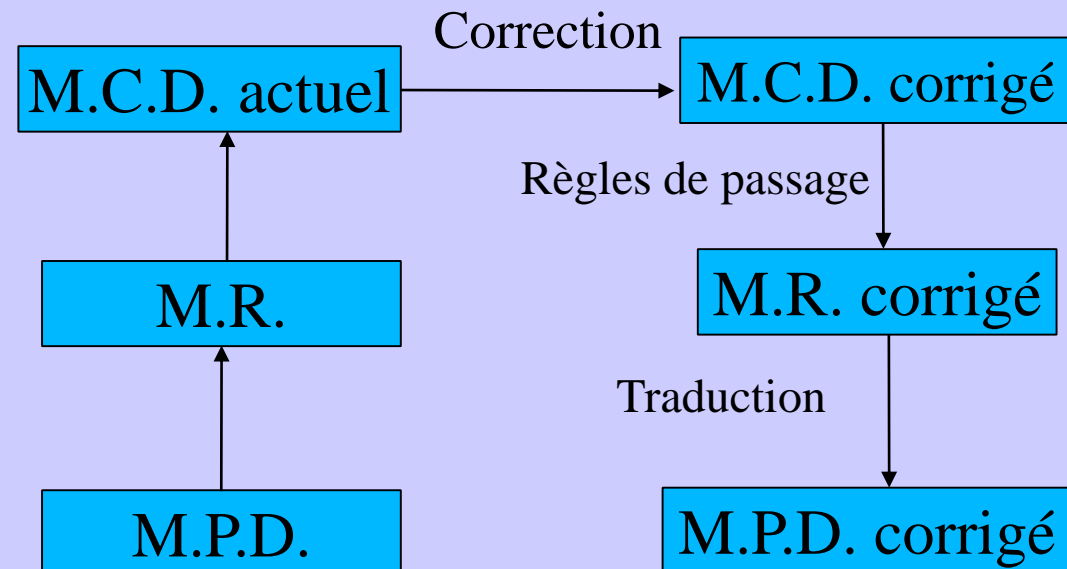 Correction
M.C.D. actuel
M.C.D. corrigé
Règles de passage
M.R.
M.R. corrigé
Traduction
M.P.D.
M.P.D. corrigé